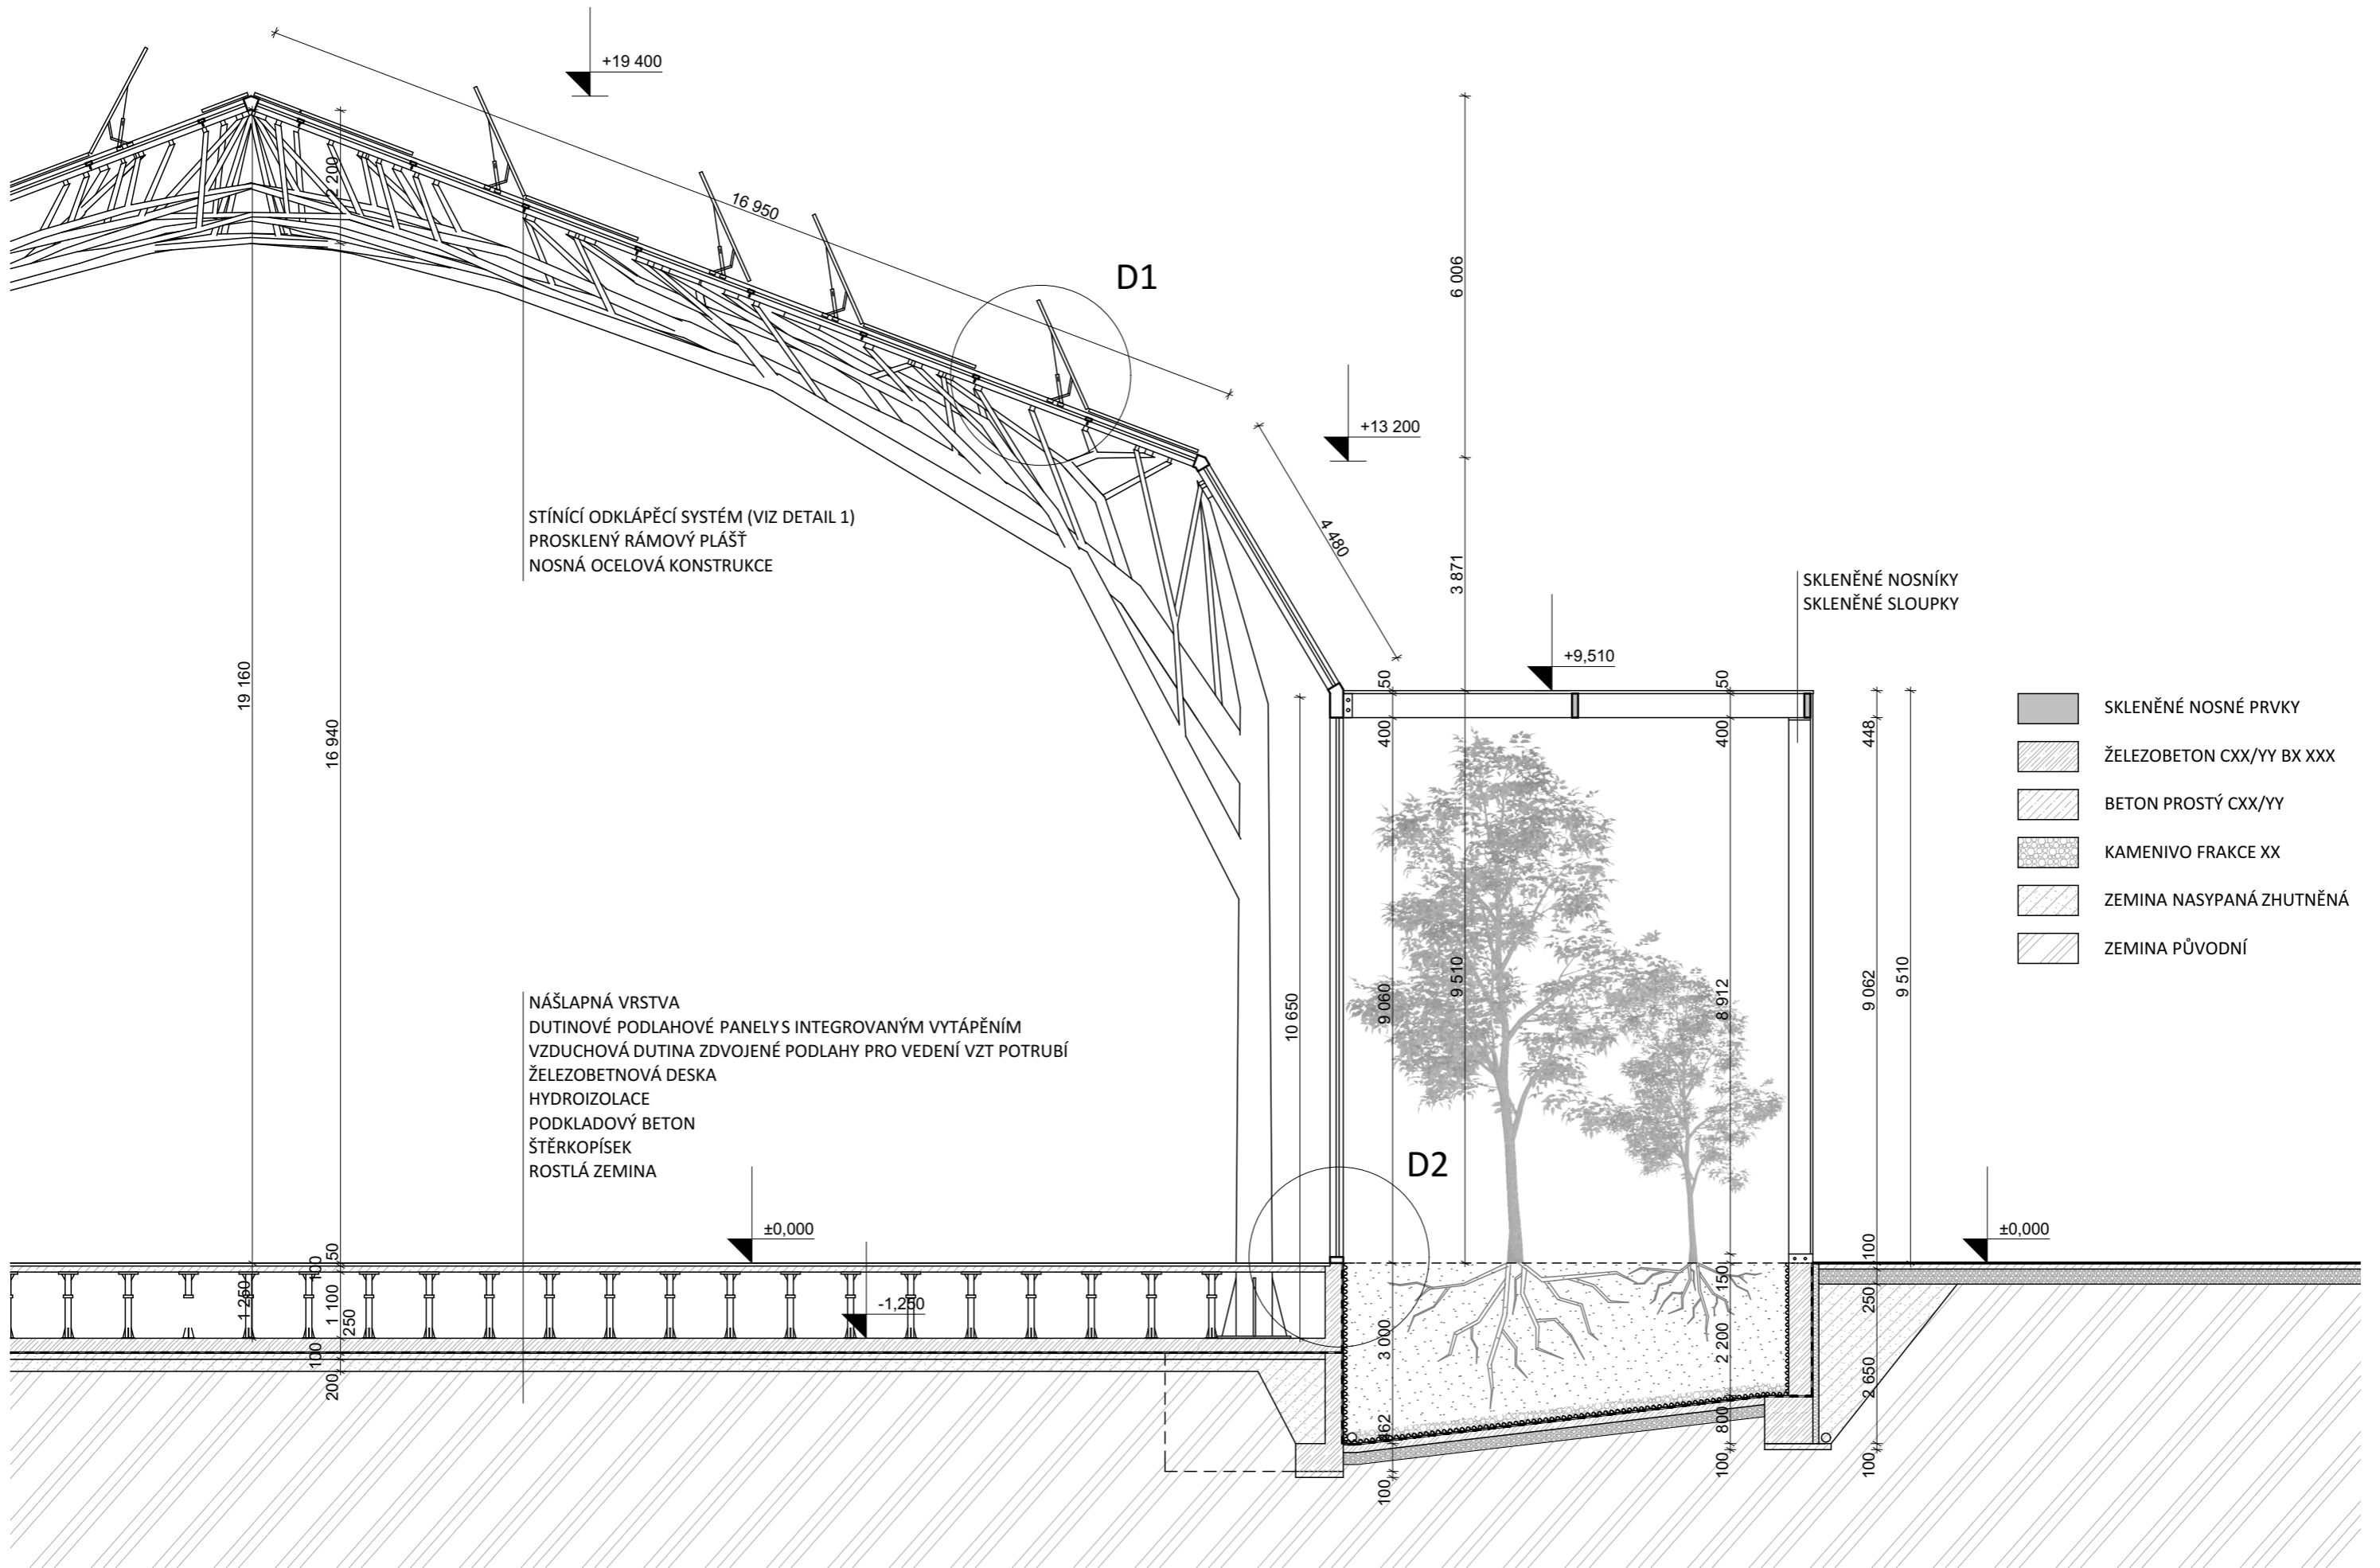 +19 400
2 200
16 950
D1
6 006
+13 200
4 480
3 871
STÍNÍCÍ ODKLÁPĚCÍ SYSTÉM (VIZ DETAIL 1)
PROSKLENÝ RÁMOVÝ PLÁŠŤ
NOSNÁ OCELOVÁ KONSTRUKCE
SKLENĚNÉ NOSNÍKY
SKLENĚNÉ SLOUPKY
+9,510
19 160
16 940
50
50
400
400
448
SKLENĚNÉ NOSNÉ PRVKY
ŽELEZOBETON CXX/YY BX XXX
BETON PROSTÝ CXX/YY
KAMENIVO FRAKCE XX
ZEMINA NASYPANÁ ZHUTNĚNÁ
ZEMINA PŮVODNÍ
10 650
9 060
9 510
8 912
9 062
9 510
NÁŠLAPNÁ VRSTVA
DUTINOVÉ PODLAHOVÉ PANELY S INTEGROVANÝM VYTÁPĚNÍM
VZDUCHOVÁ DUTINA ZDVOJENÉ PODLAHY PRO VEDENÍ VZT POTRUBÍ
ŽELEZOBETNOVÁ DESKA
HYDROIZOLACE
PODKLADOVÝ BETON
ŠTĚRKOPÍSEK
ROSTLÁ ZEMINA
D2
±0,000
±0,000
-1,250
50
100
1 250
1 100
250
100
200
3 000
462
100
150
2 200
800
100
100
250
2 650
100